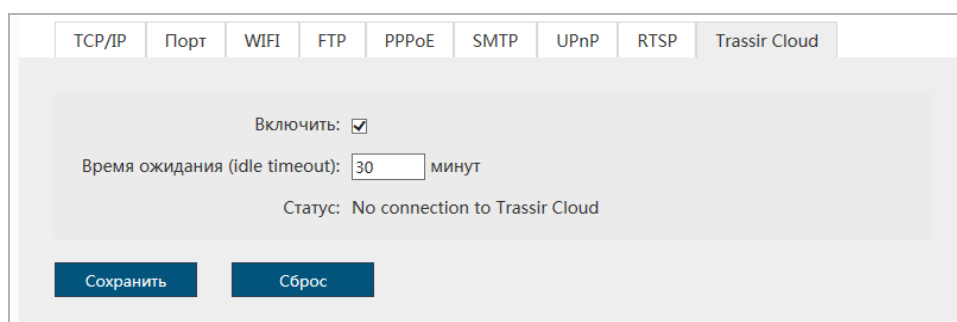 TCP/IP Порт WIFI FTP PPPoE SMTP UPnP RTSP Trassir Cloud
Включить:
Время ожидания (idle timeout): 30 минут
Статус: No connection to Trassir Cloud
Сохранить Сброс